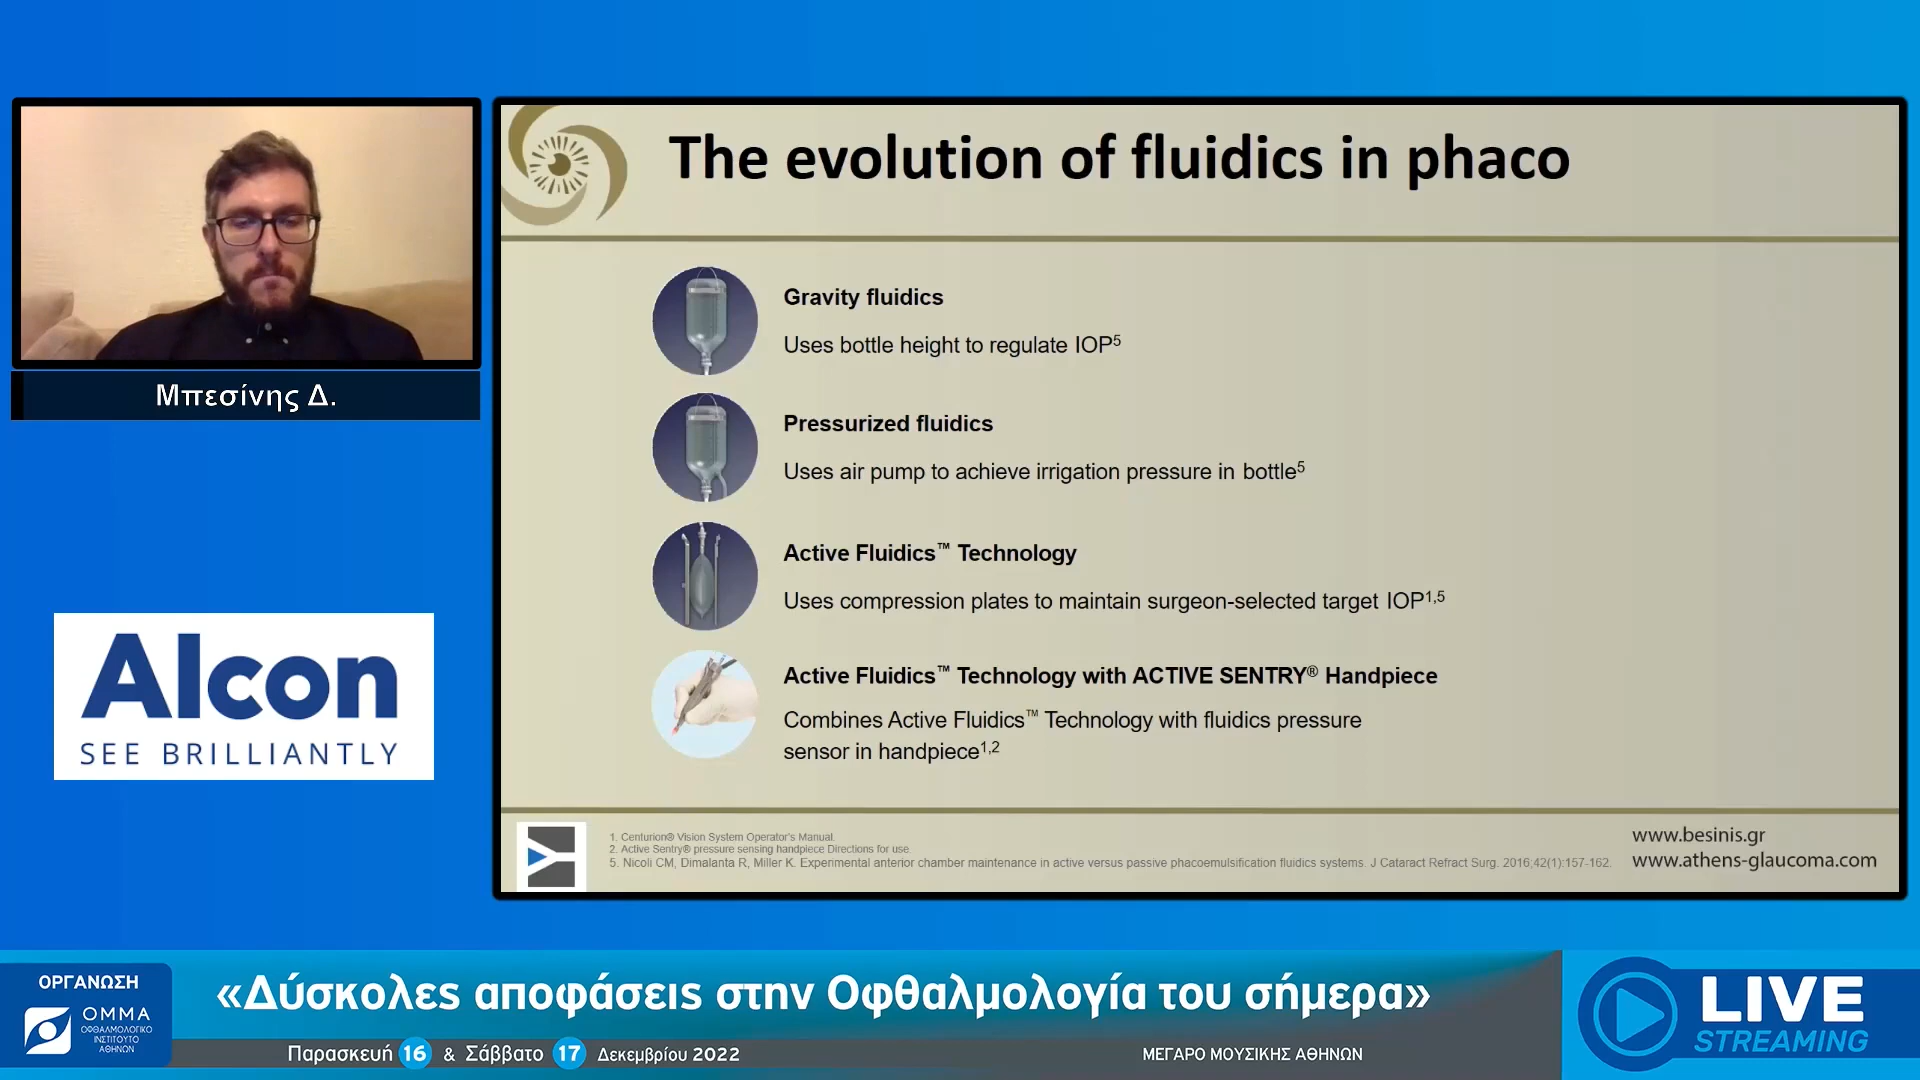 Μπεσίνης Δ.
Alcon
SEE BRILLIANTLY
The evolution of fluidics in phaco
Gravity fluidics
Uses bottle height to regulate IOP5
Pressurized fluidics
Uses air pump to achieve irrigation pressure in bottle5
Active Fluidics™ Technology
Uses compression plates to maintain surgeon-selected target IOP1,5
Active Fluidics™ Technology with ACTIVE SENTRY® Handpiece
Combines Active Fluidics™ Technology with fluidics pressure
sensor in handpiece1,2
1. Centurion® Vision System Operator's Manual.
2. Active Sentry® pressure sensing handpiece Directions for use.
5. Nicoli CM, Dimalanta R, Miller K. Experimental anterior chamber maintenance in active versus passive phacoemulsification fluidics systems. J Cataract Refract Surg. 2016;42(1):157-162.
www.besinis.gr
www.athens-glaucoma.com
ΟΡΓΑΝΩΣΗ
ΟΜΜΑ
ΟΦΘΑΛΜΟΛΟΓΙΚΟ
ΙΝΣΤΙΤΟΥΤΟ
ΑΘΗΝΩΝ
«Δύσκολες αποφάσεις στην Οφθαλμολογία του σήμερα»
Παρασκευή 16 & Σάββατο 17 Δεκεμβρίου 2022
ΜΕΓΑΡΟ ΜΟΥΣΙΚΗΣ ΑΘΗΝΩΝ
LIVE
STREAMING